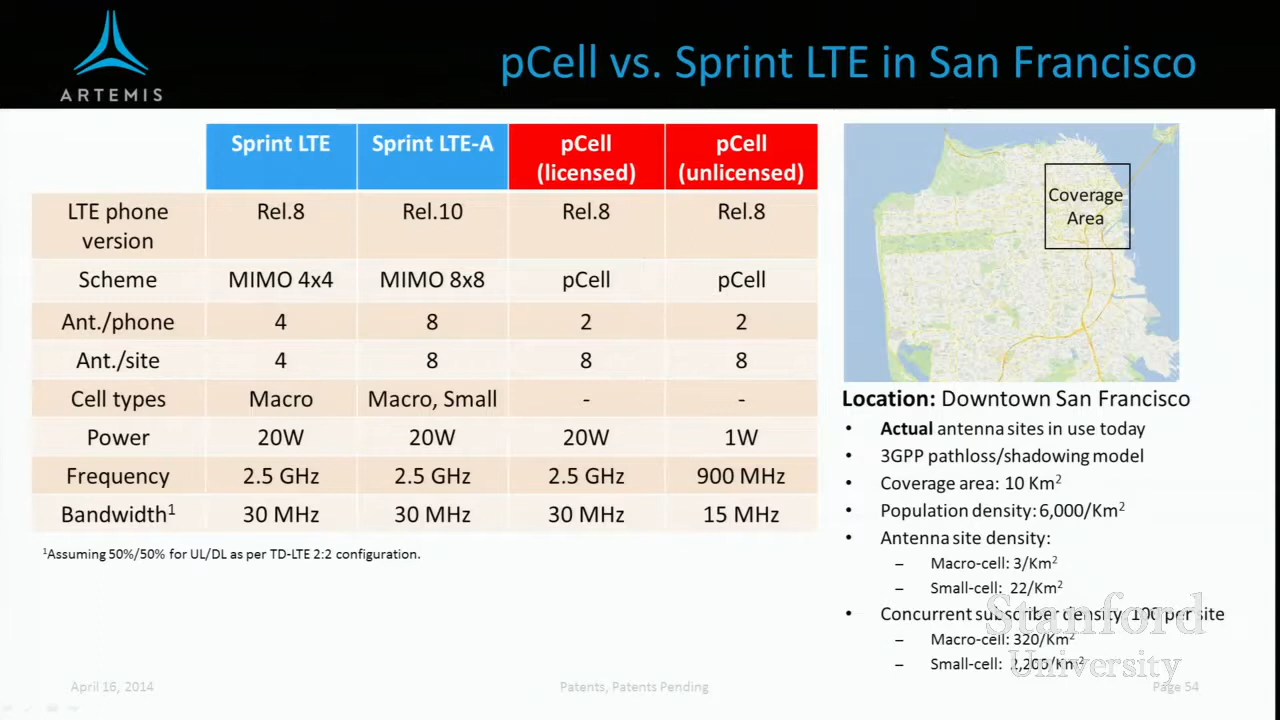 ARTEMIS
pCell vs. Sprint LTE in San Francisco
Sprint LTE Sprint LTE-A pCell (licensed) pCell (unlicensed)
LTE phone version Rel.8 Rel.10 Rel.8 Rel.8
Scheme MIMO 4x4 MIMO 8x8 pCell pCell
Ant./phone 4 8 2 2
Ant./site 4 8 8 8
Cell types Macro Macro, Small - -
Power 20W 20W 20W 1W
Frequency 2.5 GHz 2.5 GHz 2.5 GHz 900 MHz
Bandwidth¹ 30 MHz 30 MHz 30 MHz 15 MHz
¹Assuming 50%/50% for UL/DL as per TD-LTE 2:2 configuration.
Coverage
Area
Location: Downtown San Francisco
• Actual antenna sites in use today
• 3GPP pathloss/shadowing model
• Coverage area: 10 Km²
• Population density: 6,000/Km²
• Antenna site density:
– Macro-cell: 3/Km²
– Small-cell: 22/Km²
• Concurrent subscriber density: 100 per site
– Macro-cell: 320/Km²
– Small-cell: 2,200/Km²
Stanford
University
April 16, 2014 Patents, Patents Pending Page 54